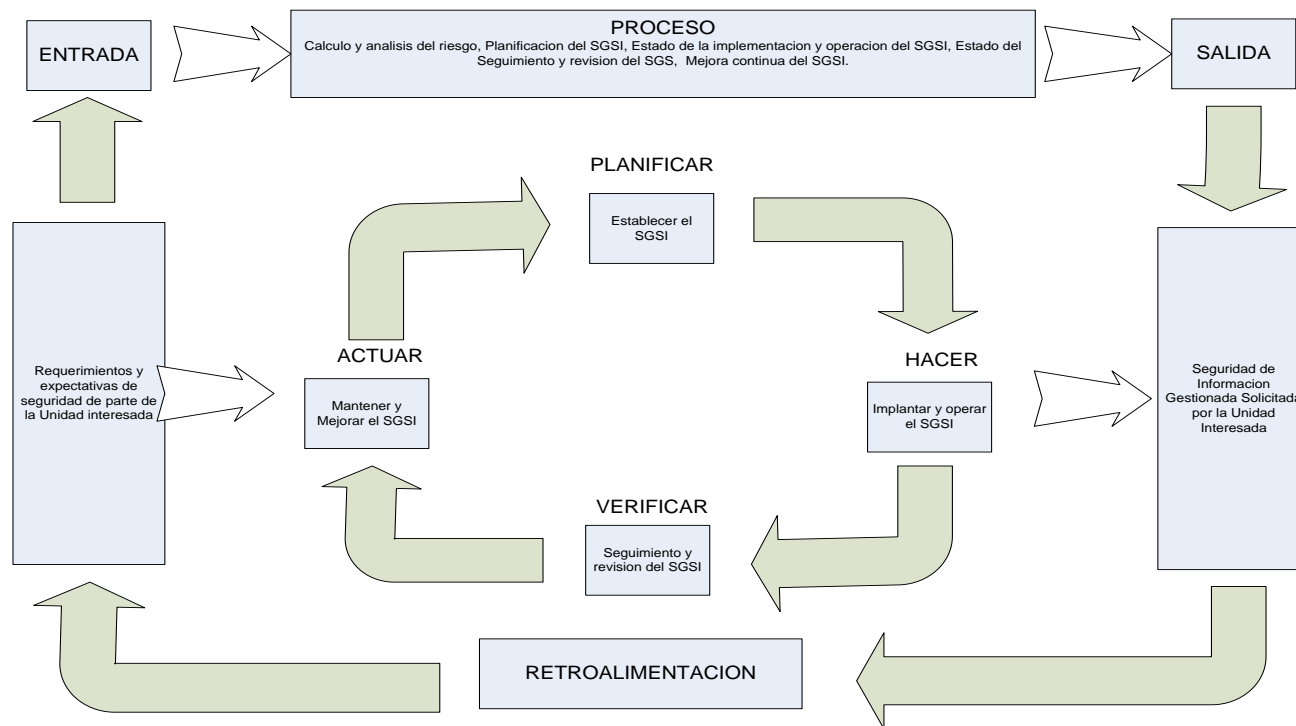 ENTRADA
PROCESO
Calculo y analisis del riesgo, Planificacion del SGSI, Estado de la implementacion y operacion del SGSI, Estado del
Seguimiento y revision del SGS,  Mejora continua del SGSI.
SALIDA
PLANIFICAR
Establecer el
SGSI
ACTUAR
Mantener y
Mejorar el SGSI
HACER
Implantar y operar
el SGSI
VERIFICAR
Seguimiento y
revision del SGSI
Requerimientos y
expectativas de
seguridad de parte de
la Unidad interesada
Seguridad de
Informacion
Gestionada Solicitada
por la Unidad
Interesada
RETROALIMENTACION